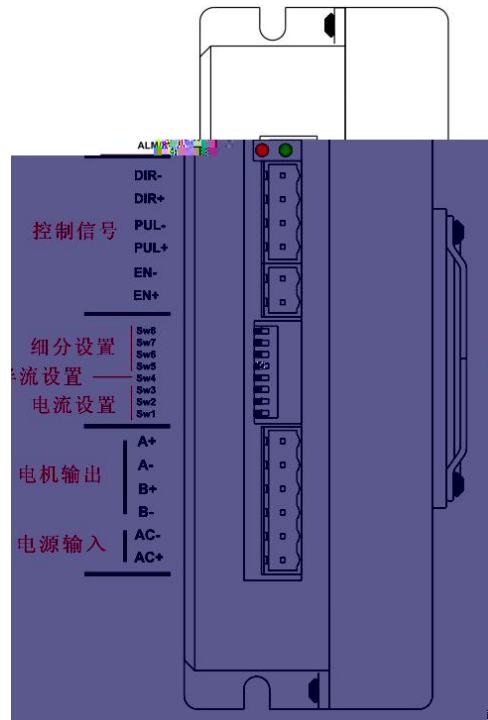 ALM
控制信号
DIR-
DIR+
PUL-
PUL+
EN-
EN+
细分设置
Sw8
Sw7
Sw6
Sw5
流设置
Sw4
电流设置
Sw3
Sw2
Sw1
电机输出
A+
A-
B+
B-
电源输入
AC-
AC+